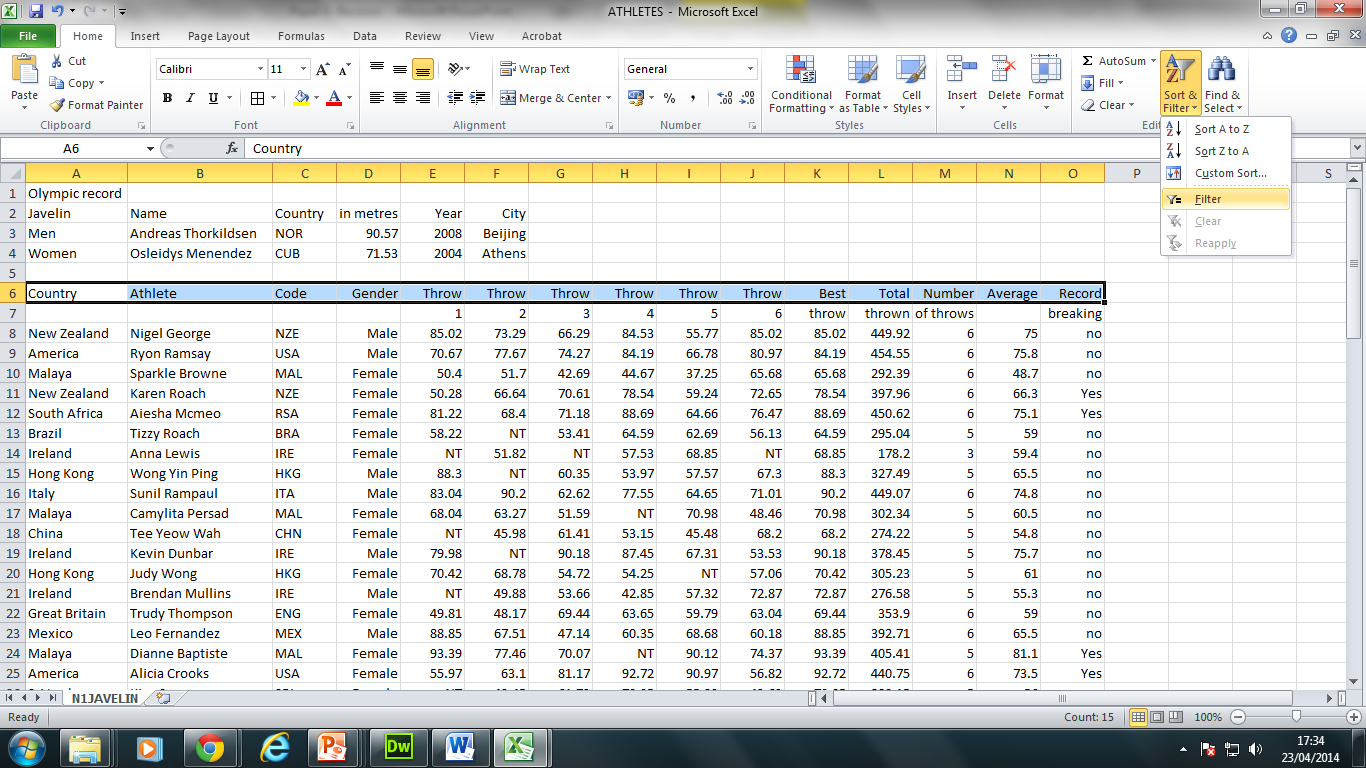 ATHLETES - Microsoft Excel
File Home Insert Page Layout Formulas Data Review View Acrobat
Paste
Cut
Copy
Format Painter
Clipboard
Calibri 11
B I U A
Font
Wrap Text
Merge & Center
Alignment
General
% ,
Number
Conditional Formatting
Format as Table
Cell Styles
Styles
Insert Delete Format
Cells
Σ AutoSum
Fill
Clear
Sort & Filter
Find & Select
Edit
Sort A to Z
Sort Z to A
Custom Sort...
Filter
Clear
Reapply
A6 fx Country
A B C D E F G H I J K L M N O P S
1 Olympic record
2 Javelin Name Country in metres Year City
3 Men Andreas Thorkildsen NOR 90.57 2008 Beijing
4 Women Osleidys Menendez CUB 71.53 2004 Athens
5
6 Country Athlete Code Gender Throw Throw Throw Throw Throw Throw Best Total Number Average Record
7 1 2 3 4 5 6 throw thrown of throws breaking
8 New Zealand Nigel George NZE Male 85.02 73.29 66.29 84.53 55.77 85.02 85.02 449.92 6 75 no
9 America Ryon Ramsay USA Male 70.67 77.67 74.27 84.19 66.78 80.97 84.19 454.55 6 75.8 no
10 Malaya Sparkle Browne MAL Female 50.4 51.7 42.69 44.67 37.25 65.68 65.68 292.39 6 48.7 no
11 New Zealand Karen Roach NZE Female 50.28 66.64 70.61 78.54 59.24 72.65 78.54 397.96 6 66.3 Yes
12 South Africa Aiesha Mcmeo RSA Female 81.22 68.4 71.18 88.69 64.66 76.47 88.69 450.62 6 75.1 Yes
13 Brazil Tizzy Roach BRA Female 58.22 NT 53.41 64.59 62.69 56.13 64.59 295.04 5 59 no
14 Ireland Anna Lewis IRE Female NT 51.82 NT 57.53 68.85 NT 68.85 178.2 3 59.4 no
15 Hong Kong Wong Yin Ping HKG Male 88.3 NT 60.35 53.97 57.57 67.3 88.3 327.49 5 65.5 no
16 Italy Sunil Rampaul ITA Male 83.04 90.2 62.62 77.55 64.65 71.01 90.2 449.07 6 74.8 no
17 Malaya Camylita Persad MAL Female 68.04 63.27 51.59 NT 70.98 48.46 70.98 302.34 5 60.5 no
18 China Tee Yeow Wah CHN Female NT 45.98 61.41 53.15 45.48 68.2 68.2 274.22 5 54.8 no
19 Ireland Kevin Dunbar IRE Male 79.98 NT 90.18 87.45 67.31 53.53 90.18 378.45 5 75.7 no
20 Hong Kong Judy Wong HKG Female 70.42 68.78 54.72 54.25 NT 57.06 70.42 305.23 5 61 no
21 Ireland Brendan Mullins IRE Male NT 49.88 53.66 42.85 57.32 72.87 72.87 276.58 5 55.3 no
22 Great Britain Trudy Thompson ENG Female 49.81 48.17 69.44 63.65 59.79 63.04 69.44 353.9 6 59 no
23 Mexico Leo Fernandez MEX Male 88.85 67.51 47.14 60.35 68.68 60.18 88.85 392.71 6 65.5 no
24 Malaya Dianne Baptiste MAL Female 93.39 77.46 70.07 NT 90.12 74.37 93.39 405.41 5 81.1 Yes
25 America Alicia Crooks USA Female 55.97 63.1 81.17 92.72 90.97 56.82 92.72 440.75 6 73.5 Yes
N1JAVELIN
Ready Count: 15 100%
Dw
17:34
23/04/2014